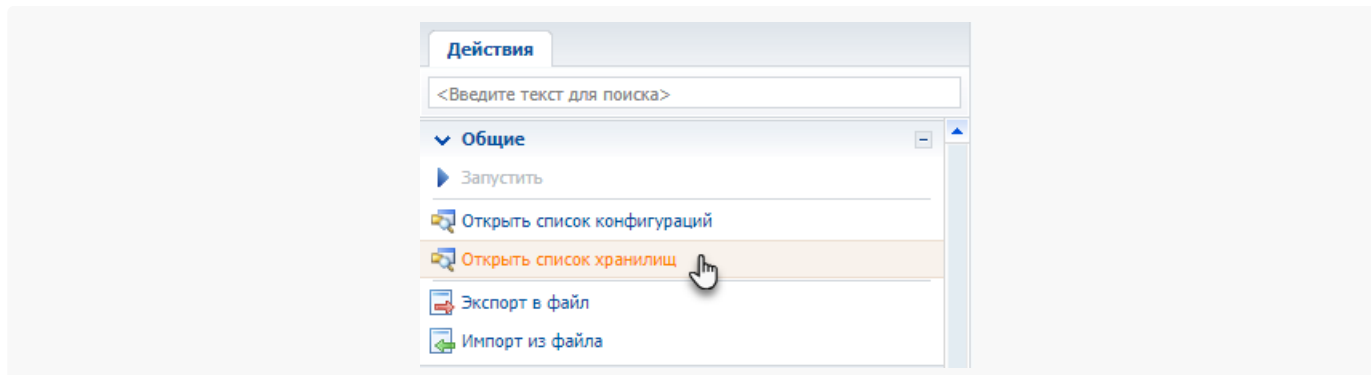 Действия
<Введите текст для поиска>
Общие
Запустить
Открыть список конфигураций
Открыть список хранилищ
Экспорт в файл
Импорт из файла